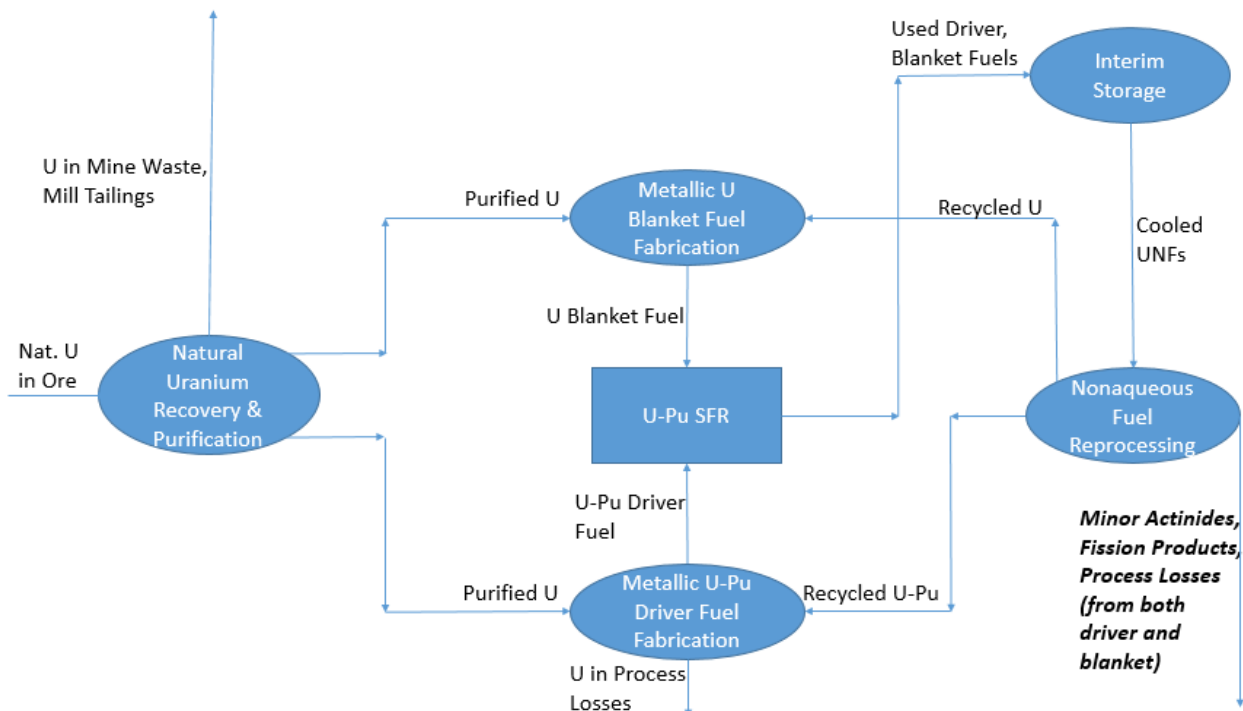 Used Driver,
Blanket Fuels
Interim
Storage
U in Mine Waste,
Mill Tailings
Purified U
Metallic U
Blanket Fuel
Fabrication
Recycled U
Cooled
UNFs
U Blanket Fuel
Nat. U
in Ore
Natural
Uranium
Recovery &
Purification
U-Pu SFR
Nonaqueous
Fuel
Reprocessing
U-Pu Driver
Fuel
Minor Actinides,
Fission Products,
Process Losses
(from both
driver and
blanket)
Purified U
Metallic U-Pu
Driver Fuel
Fabrication
Recycled U-Pu
U in Process
Losses